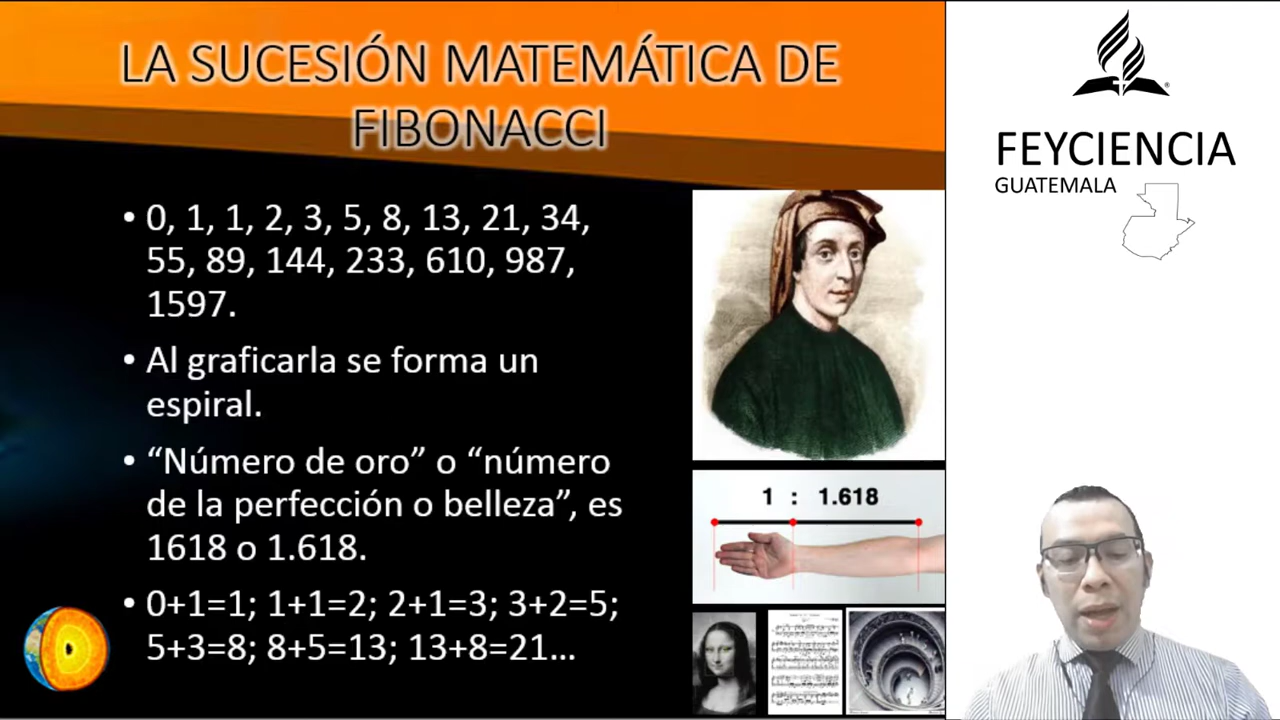 LA SUCESIÓN MATEMÁTICA DE
FIBONACCI
• 0, 1, 1, 2, 3, 5, 8, 13, 21, 34,
55, 89, 144, 233, 610, 987,
1597.
• Al graficarla se forma un
espiral.
• “Número de oro” o “número
de la perfección o belleza”, es
1618 o 1.618.
• 0+1=1; 1+1=2; 2+1=3; 3+2=5;
5+3=8; 8+5=13; 13+8=21...
1 : 1.618
FEYCIENCIA
GUATEMALA